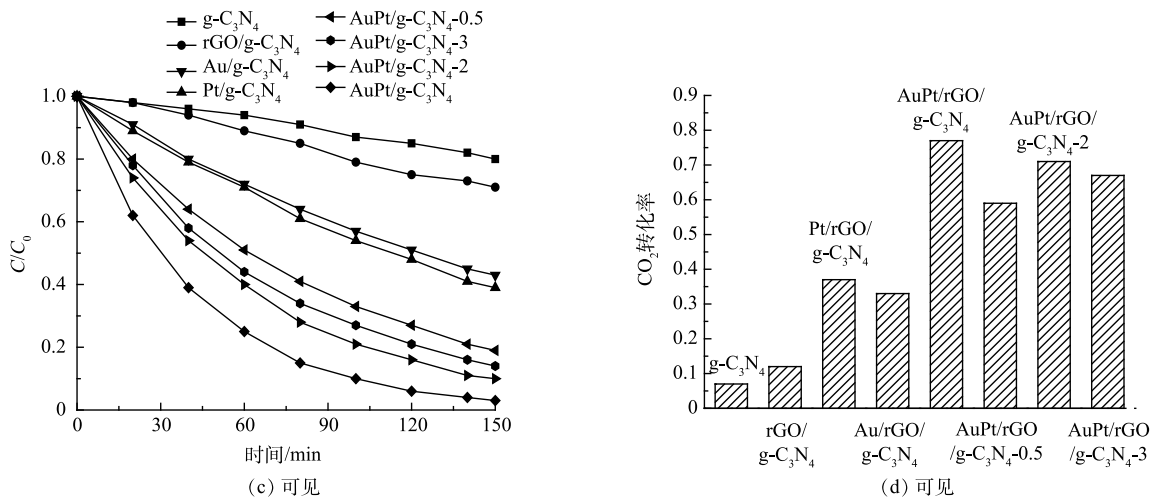 g-C₃N₄
rGO/g-C₃N₄
Au/g-C₃N₄
Pt/g-C₃N₄
AuPt/g-C₃N₄-0.5
AuPt/g-C₃N₄-3
AuPt/g-C₃N₄-2
AuPt/g-C₃N₄
1.0
0.8
0.6
0.4
0.2
0
C/C₀
0
30
60
90
120
150
时间/min
(c) 可见
0.9
0.8
0.7
0.6
0.5
0.4
0.3
0.2
0.1
0
CO₂转化率
g-C₃N₄
Pt/rGO/
g-C₃N₄
AuPt/rGO/
g-C₃N₄
AuPt/rGO/
g-C₃N₄-2
rGO/
g-C₃N₄
Au/rGO/
g-C₃N₄
AuPt/rGO
/g-C₃N₄-0.5
AuPt/rGO
/g-C₃N₄-3
(d) 可见